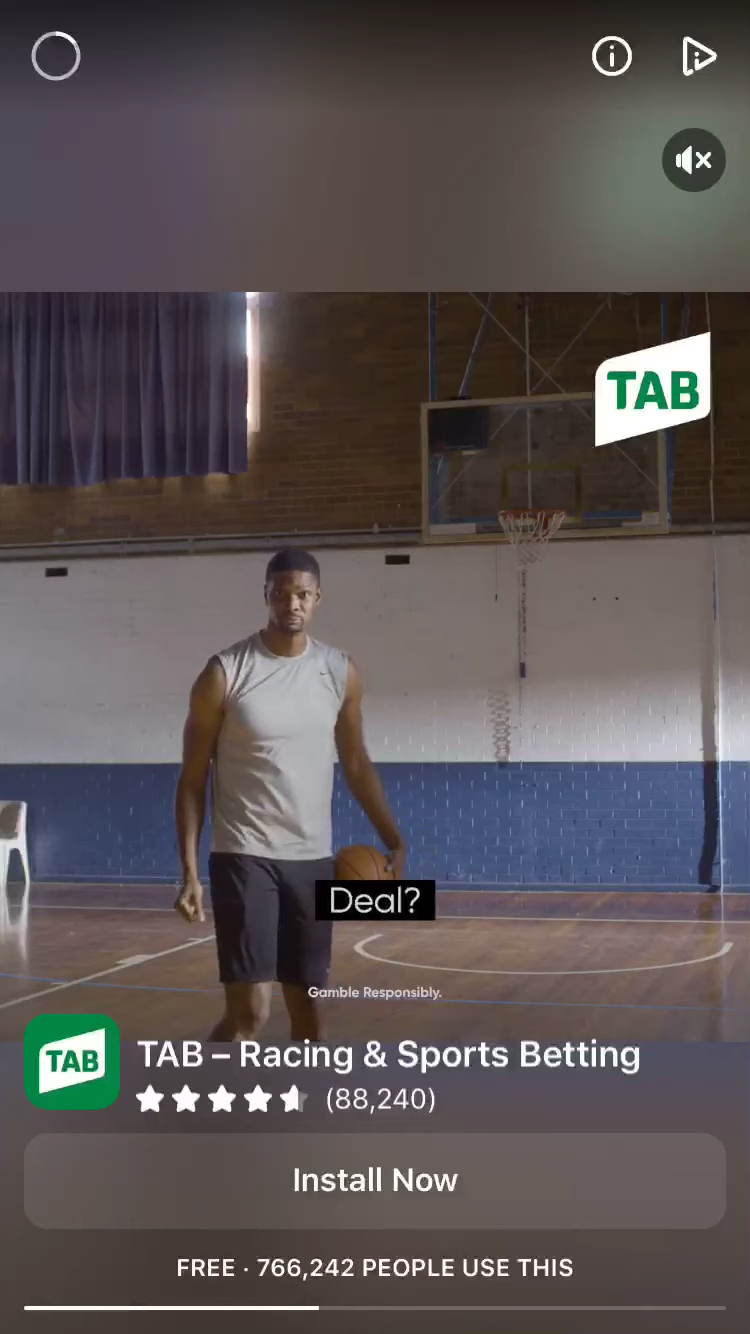 TAB
Deal?
Gamble Responsibly.
TAB
TAB – Racing & Sports Betting
(88,240)
Install Now
FREE · 766,242 PEOPLE USE THIS